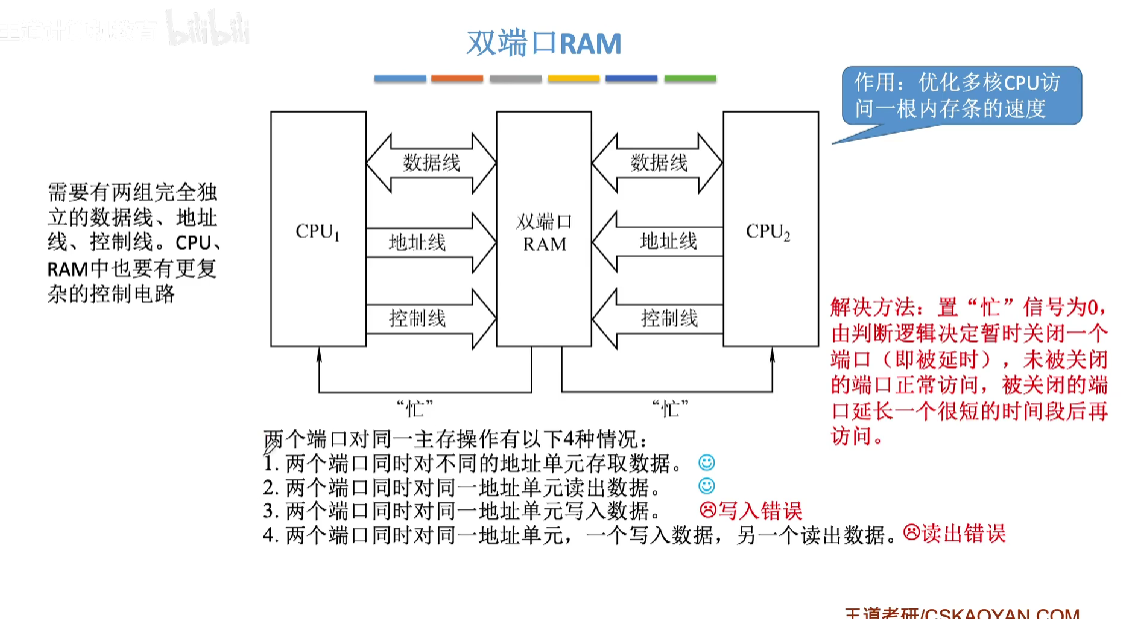 bilibili
双端口RAM
作用：优化多核CPU访
问一根内存条的速度
需要有两组完全独
立的数据线、地址
线、控制线。CPU、
RAM中也要有更复
杂的控制电路
CPU1
数据线
地址线
控制线
双端口
RAM
数据线
地址线
控制线
CPU2
“忙”
“忙”
解决方法：置“忙”信号为0，
由判断逻辑决定暂时关闭一个
端口（即被延时），未被关闭
的端口正常访问，被关闭的端
口延长一个很短的时间段后再
访问。
两个端口对同一主存操作有以下4种情况：
1. 两个端口同时对不同的地址单元存取数据。
2. 两个端口同时对同一地址单元读出数据。
3. 两个端口同时对同一地址单元写入数据。 写入错误
4. 两个端口同时对同一地址单元，一个写入数据，另一个读出数据。 读出错误
王道考研/CSKAOYAN.COM